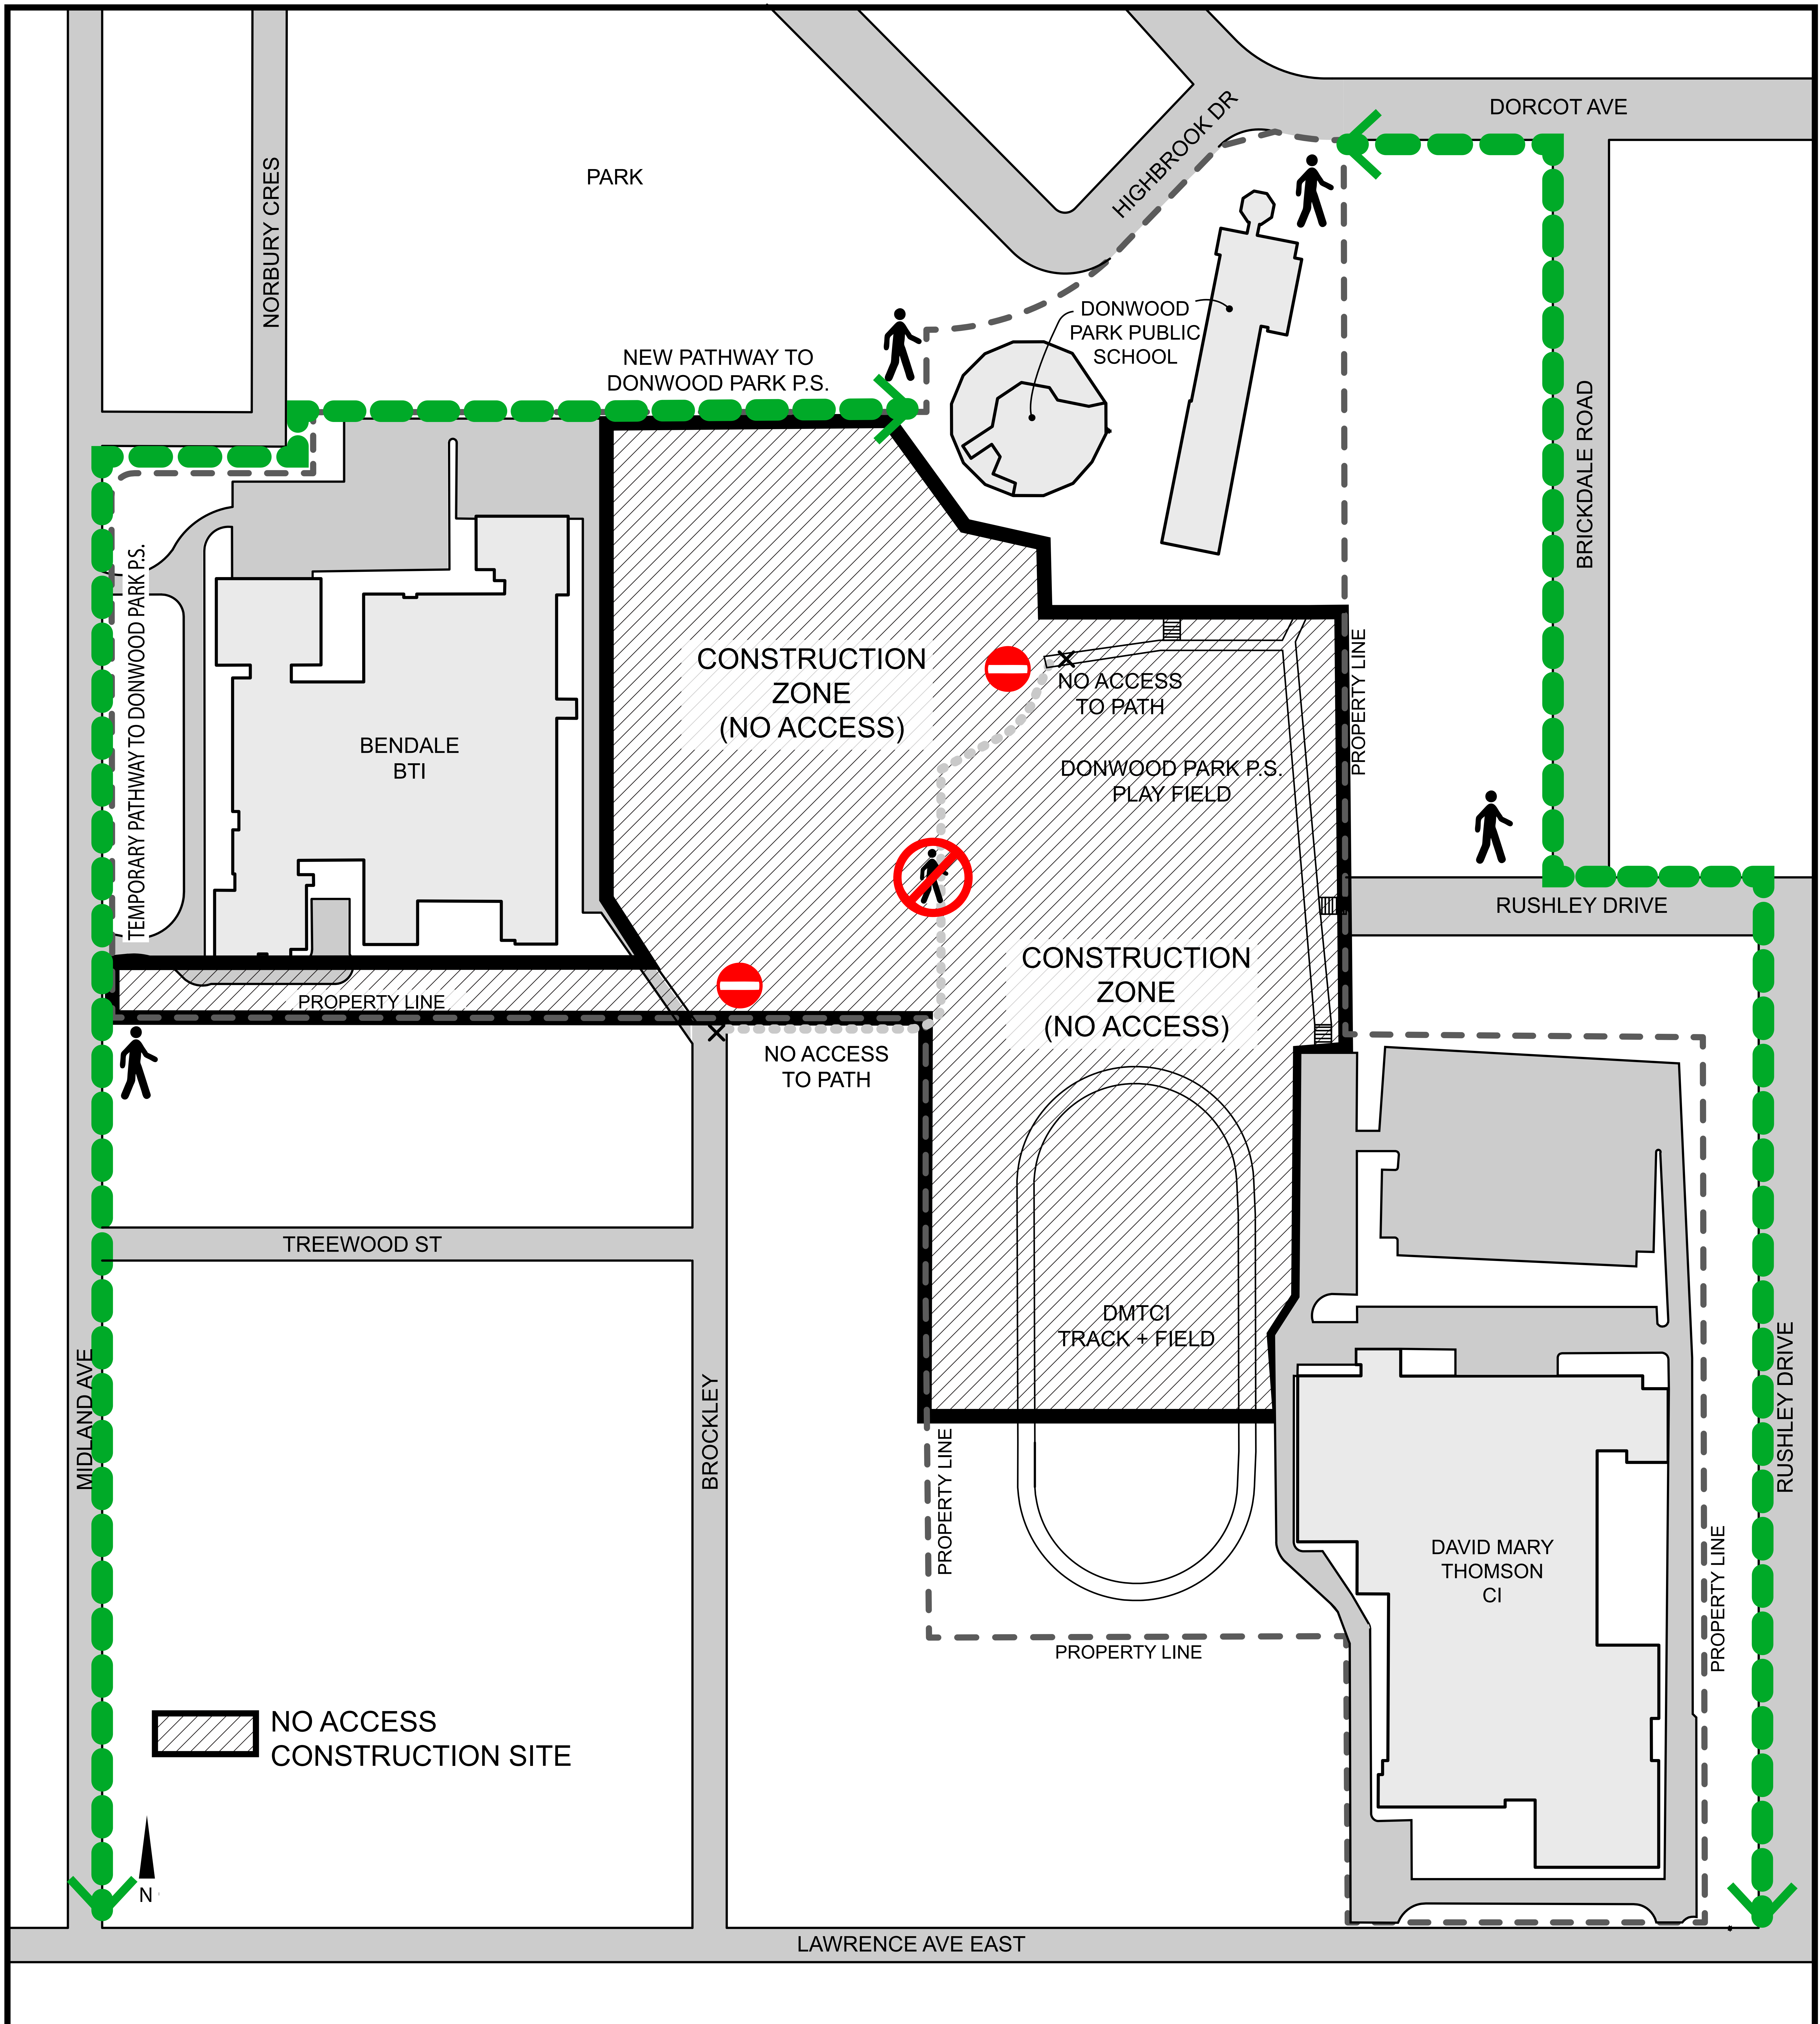 DORCOT AVE
HIGHBROOK DR
PARK
NORBURY CRES
DONWOOD
PARK PUBLIC
SCHOOL
NEW PATHWAY TO
DONWOOD PARK P.S.
BRICKDALE ROAD
TEMPORARY PATHWAY TO DONWOOD PARK P.S.
CONSTRUCTION
ZONE
(NO ACCESS)
NO ACCESS
TO PATH
PROPERTY LINE
BENDALE
BTI
DONWOOD PARK P.S.
PLAY FIELD
RUSHLEY DRIVE
CONSTRUCTION
ZONE
(NO ACCESS)
PROPERTY LINE
NO ACCESS
TO PATH
TREEWOOD ST
DMTCI
TRACK + FIELD
MIDLAND AVE
BROCKLEY
PROPERTY LINE
RUSHLEY DRIVE
DAVID MARY
THOMSON
CI
PROPERTY LINE
PROPERTY LINE
NO ACCESS
CONSTRUCTION SITE
N
LAWRENCE AVE EAST